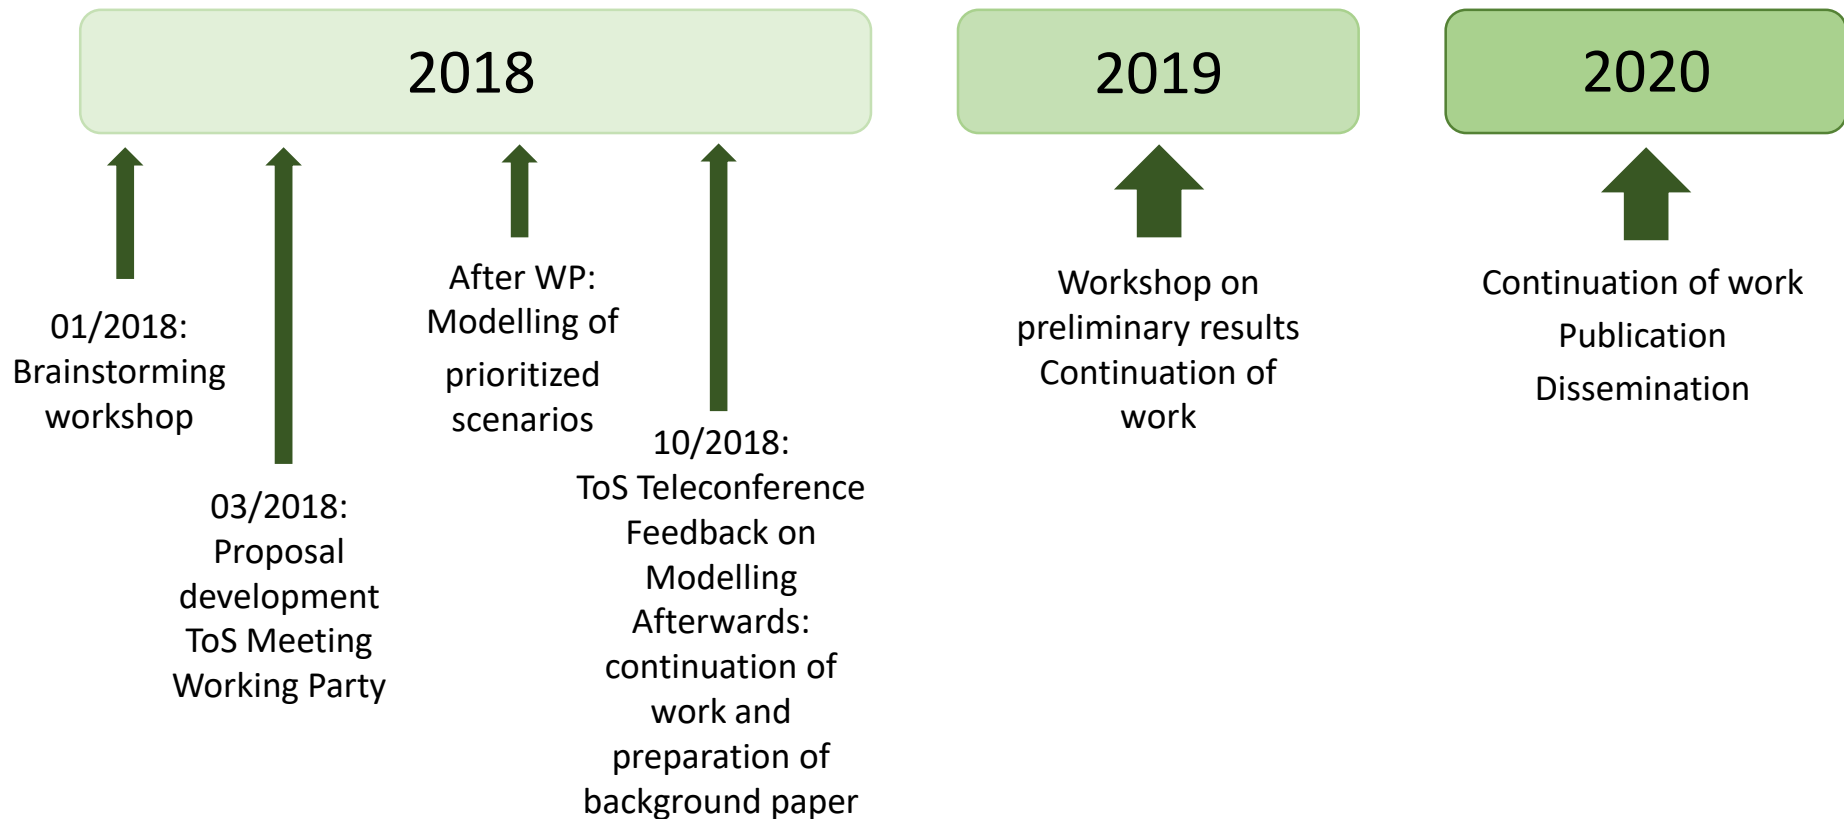 2018
2019
2020
01/2018:
Brainstorming
workshop
03/2018:
Proposal
development
ToS Meeting
Working Party
After WP:
Modelling of
prioritized
scenarios
10/2018:
ToS Teleconference
Feedback on
Modelling
Afterwards:
continuation of
work and
preparation of
background paper
Workshop on
preliminary results
Continuation of
work
Continuation of work
Publication
Dissemination